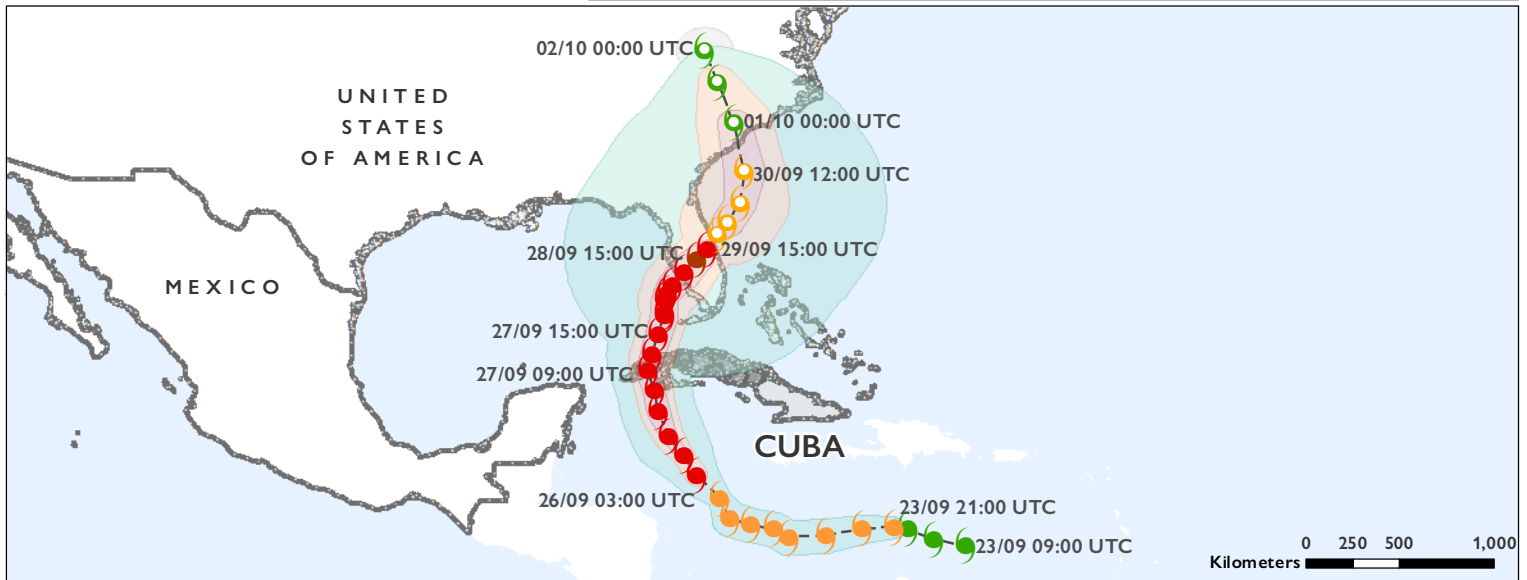 02/10 00:00 UTC
UNITED
STATES
OF AMERICA
01/10 00:00 UTC
30/09 12:00 UTC
28/09 15:00 UTC
29/09 15:00 UTC
MEXICO
27/09 15:00 UTC
27/09 09:00 UTC
CUBA
26/09 03:00 UTC
23/09 21:00 UTC
23/09 09:00 UTC
0 250 500 1,000
Kilometers